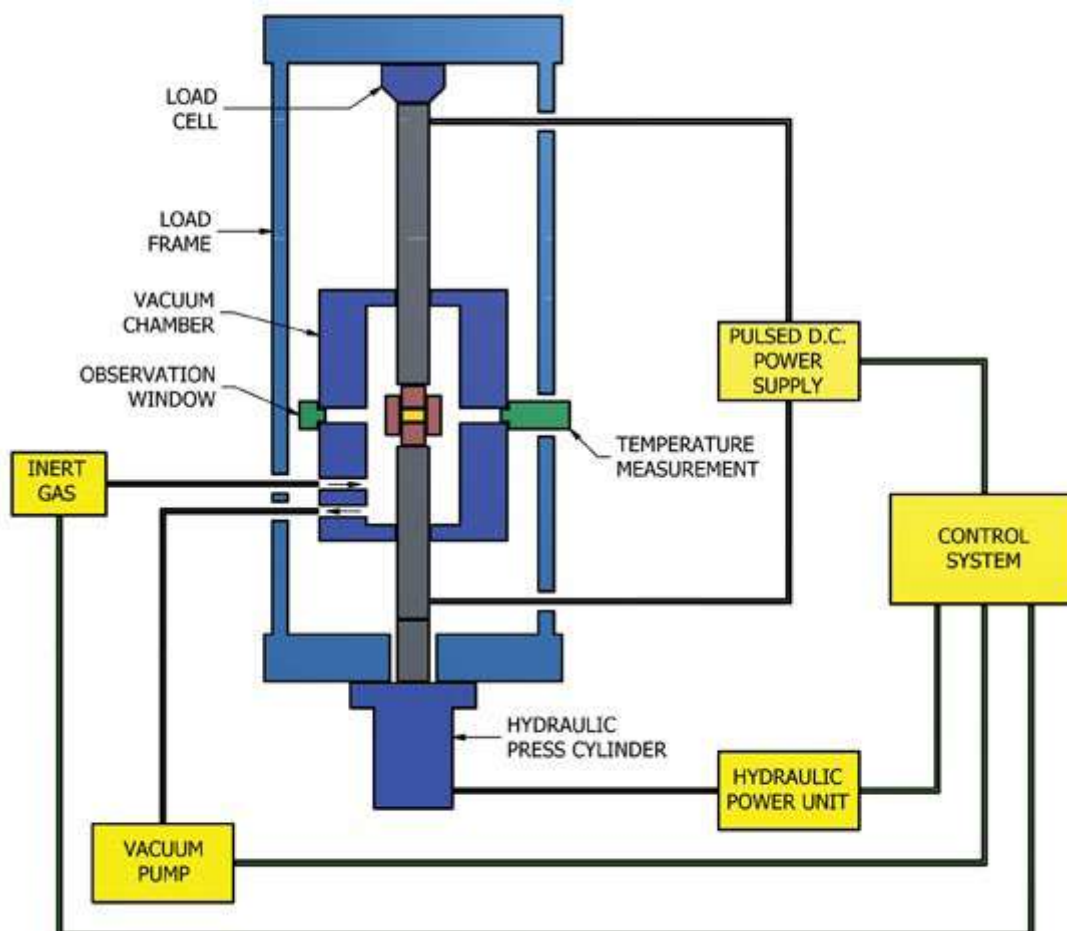 LOAD
CELL
LOAD
FRAME
VACUUM
CHAMBER
OBSERVATION
WINDOW
PULSED D.C.
POWER
SUPPLY
TEMPERATURE
MEASUREMENT
INERT
GAS
CONTROL
SYSTEM
HYDRAULIC
PRESS CYLINDER
HYDRAULIC
POWER UNIT
VACUUM
PUMP